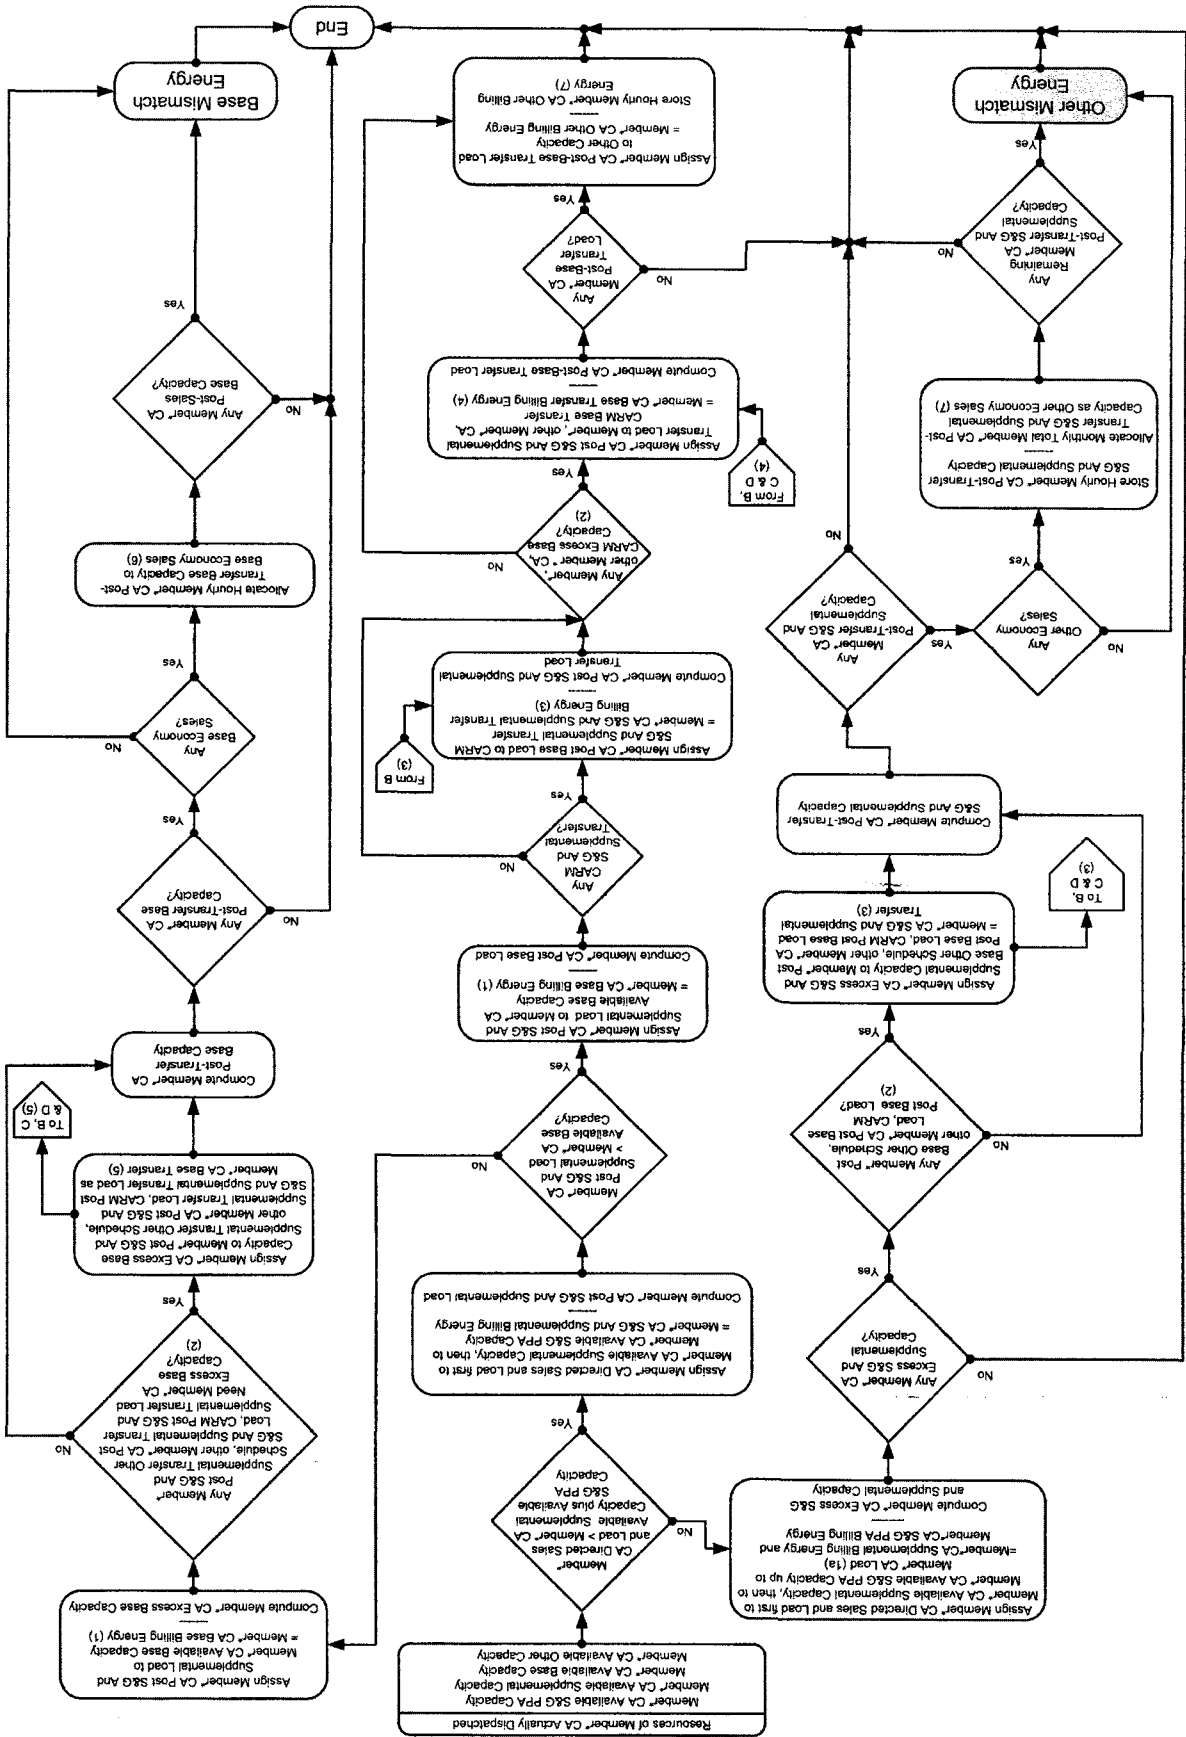 Resources of Member* CA Actually Dispatched
Member* CA Available S&G PPA Capacity
Member* CA Available Supplemental Capacity
Member* CA Available Base Capacity
Member* CA Available Other Capacity
Member*
CA Directed Sales
and Load > Member* CA
Available Supplemental
Capacity plus Available
S&G PPA
Capacity
No
Yes
Assign Member* CA Directed Sales and Load first to
Member* CA Available Supplemental Capacity, then to
Member* CA Available S&G PPA Capacity up to
Member* CA Load (1a)
=Member*CA Supplemental Billing Energy and
Member*CA S&G PPA Billing Energy
Compute Member* CA Excess S&G
and Supplemental Capacity
Any Member* CA
Excess S&G And
Supplemental
Capacity?
No
Yes
Any Member* Post
Base Other Schedule,
other Member* CA Post Base
Load, CARM
Post Base Load?
(2)
No
Yes
Assign Member* CA Excess S&G And
Supplemental Capacity to Member* Post
Base Other Schedule, other Member* CA
Post Base Load, CARM Post Base Load
= Member* CA S&G And Supplemental
Transfer (3)
To B,
C & D
(3)
Compute Member* CA Post-Transfer
S&G And Supplemental Capacity
Any
Member* CA
Post-Transfer S&G And
Supplemental
Capacity?
Yes
No
Any
Other Economy
Sales?
No
Yes
Store Hourly Member* CA Post-Transfer
S&G And Supplemental Capacity
Allocate Monthly Total Member* CA Post-
Transfer S&G And Supplemental
Capacity as Other Economy Sales (7)
Any
Remaining
Member* CA
Post-Transfer S&G And
Supplemental
Capacity?
No
Yes
Other Mismatch
Energy
Assign Member* CA Directed Sales and Load first to
Member* CA Available Supplemental Capacity, then to
Member* CA Available S&G PPA Capacity
= Member* CA S&G And Supplemental Billing Energy
Compute Member* CA Post S&G And Supplemental Load
Member* CA
Post S&G And
Supplemental Load
> Member* CA
Available Base
Capacity?
No
Yes
Assign Member* CA Post S&G And
Supplemental Load to Member* CA
Available Base Capacity
= Member* CA Base Billing Energy (1)
Compute Member* CA Post Base Load
Any
CARM
S&G And
Supplemental
Transfer?
No
Yes
From B
(3)
Assign Member* CA Post Base Load to CARM
S&G And Supplemental Transfer
= Member* CA S&G And Supplemental Transfer
Billing Energy (3)
Compute Member* CA Post S&G And Supplemental
Transfer Load
Any Member*,
other Member* CA,
CARM Excess Base
Capacity?
(2)
No
Yes
From B,
C & D
(4)
Assign Member* CA Post S&G And Supplemental
Transfer Load to Member*, other Member* CA,
CARM Base Transfer
= Member* CA Base Transfer Billing Energy (4)
Compute Member* CA Post-Base Transfer Load
Any
Member* CA
Post-Base
Transfer
Load?
No
Yes
Assign Member* CA Post-Base Transfer Load
to Other Capacity
= Member* CA Other Billing Energy
Store Hourly Member* CA Other Billing
Energy (7)
Assign Member* CA Post S&G And
Supplemental Load to
Member* CA Available Base Capacity
= Member* CA Base Billing Energy (1)
Compute Member* CA Excess Base Capacity
Any Member*
Post S&G And
Supplemental Transfer Other
Schedule, other Member* CA Post
S&G And Supplemental Transfer
Load, CARM Post S&G And
Supplemental Transfer Load
Need Member* CA
Excess Base
Capacity?
(2)
No
Yes
Assign Member* CA Excess Base
Capacity to Member* Post S&G And
Supplemental Transfer Other Schedule,
other Member* CA Post S&G And
Supplemental Transfer Load, CARM Post
S&G And Supplemental Transfer Load as
Member* CA Base Transfer (5)
To B, C
& D (5)
Compute Member* CA
Post-Transfer
Base Capacity
Any Member* CA
Post-Transfer Base
Capacity?
No
Yes
Any
Base Economy
Sales?
No
Yes
Allocate Hourly Member* CA Post-
Transfer Base Capacity to
Base Economy Sales (6)
Any Member* CA
Post-Sales
Base Capacity?
No
Yes
Base Mismatch
Energy
End